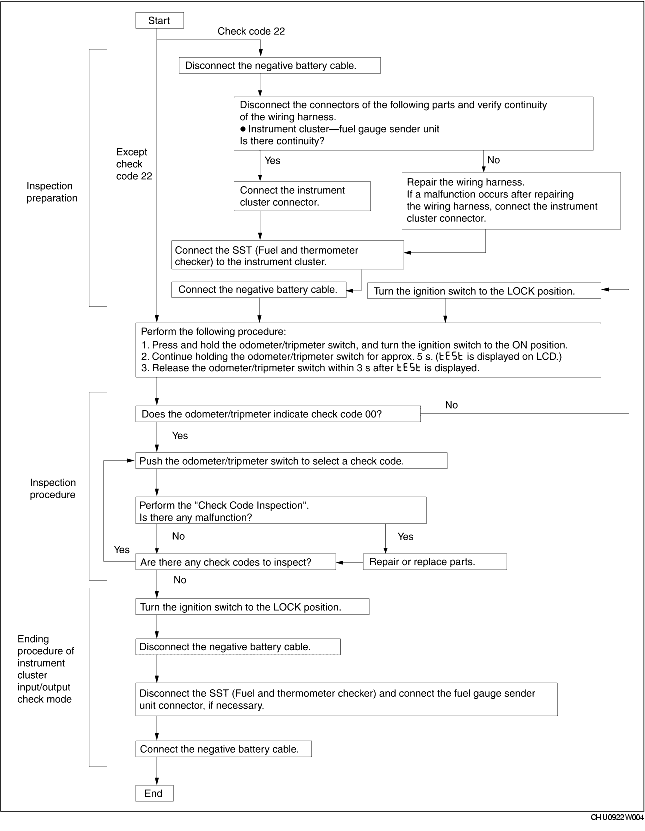 Start
Check code 22
Disconnect the negative battery cable.
Disconnect the connectors of the following parts and verify continuity
of the wiring harness.
● Instrument cluster—fuel gauge sender unit
Is there continuity?
Except
check
code 22
Yes
No
Inspection
preparation
Connect the instrument
cluster connector.
Repair the wiring harness.
If a malfunction occurs after repairing
the wiring harness, connect the instrument
cluster connector.
Connect the SST (Fuel and thermometer
checker) to the instrument cluster.
Connect the negative battery cable.
Turn the ignition switch to the LOCK position.
Perform the following procedure:
1. Press and hold the odometer/tripmeter switch, and turn the ignition switch to the ON position.
2. Continue holding the odometer/tripmeter switch for approx. 5 s. (tESt is displayed on LCD.)
3. Release the odometer/tripmeter switch within 3 s after tESt is displayed.
Does the odometer/tripmeter indicate check code 00?
No
Yes
Push the odometer/tripmeter switch to select a check code.
Inspection
procedure
Perform the "Check Code Inspection".
Is there any malfunction?
No
Yes
Yes
Are there any check codes to inspect?
Repair or replace parts.
No
Turn the ignition switch to the LOCK position.
Ending
procedure of
instrument
cluster
input/output
check mode
Disconnect the negative battery cable.
Disconnect the SST (Fuel and thermometer checker) and connect the fuel gauge sender
unit connector, if necessary.
Connect the negative battery cable.
End
CHU0922W004